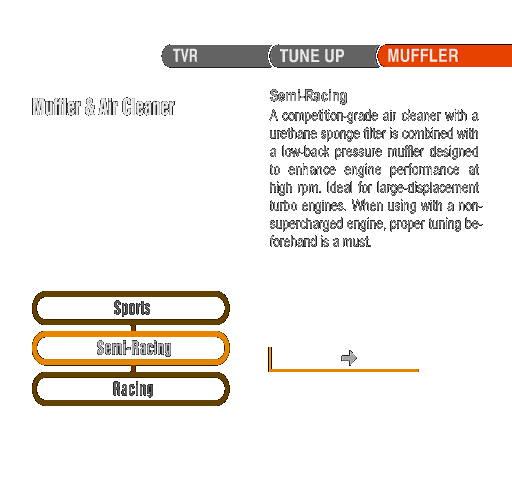 TVR
TUNE UP
MUFFLER
Muffler & Air Cleaner
Semi-Racing
A competition-grade air cleaner with a
urethane sponge filter is combined with
a low-back pressure muffler designed
to enhance engine performance at
high rpm. Ideal for large-displacement
turbo engines. When using with a non-
supercharged engine, proper tuning be-
forehand is a must.
Sports
Semi-Racing
Racing